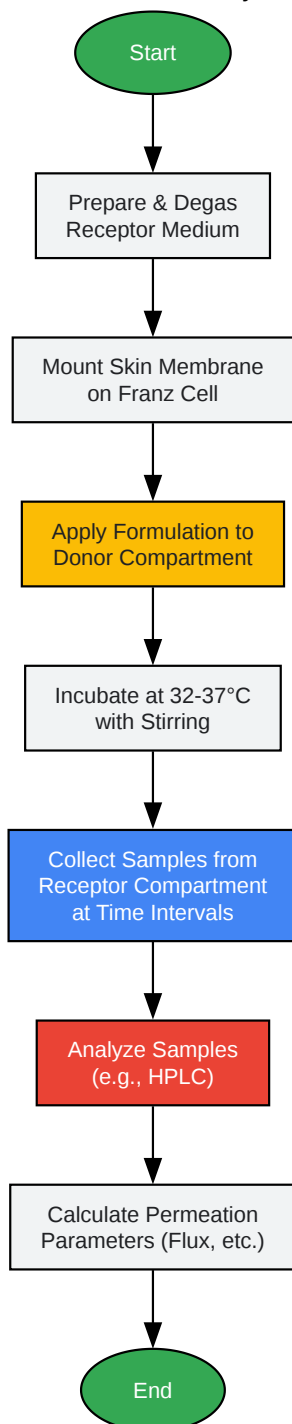 Start
Prepare & Degas
Receptor Medium
Mount Skin Membrane
on Franz Cell
Apply Formulation to
Donor Compartment
Incubate at 32-37°C
with Stirring
Collect Samples from
Receptor Compartment
at Time Intervals
Analyze Samples
(e.g., HPLC)
Calculate Permeation
Parameters (Flux, etc.)
End